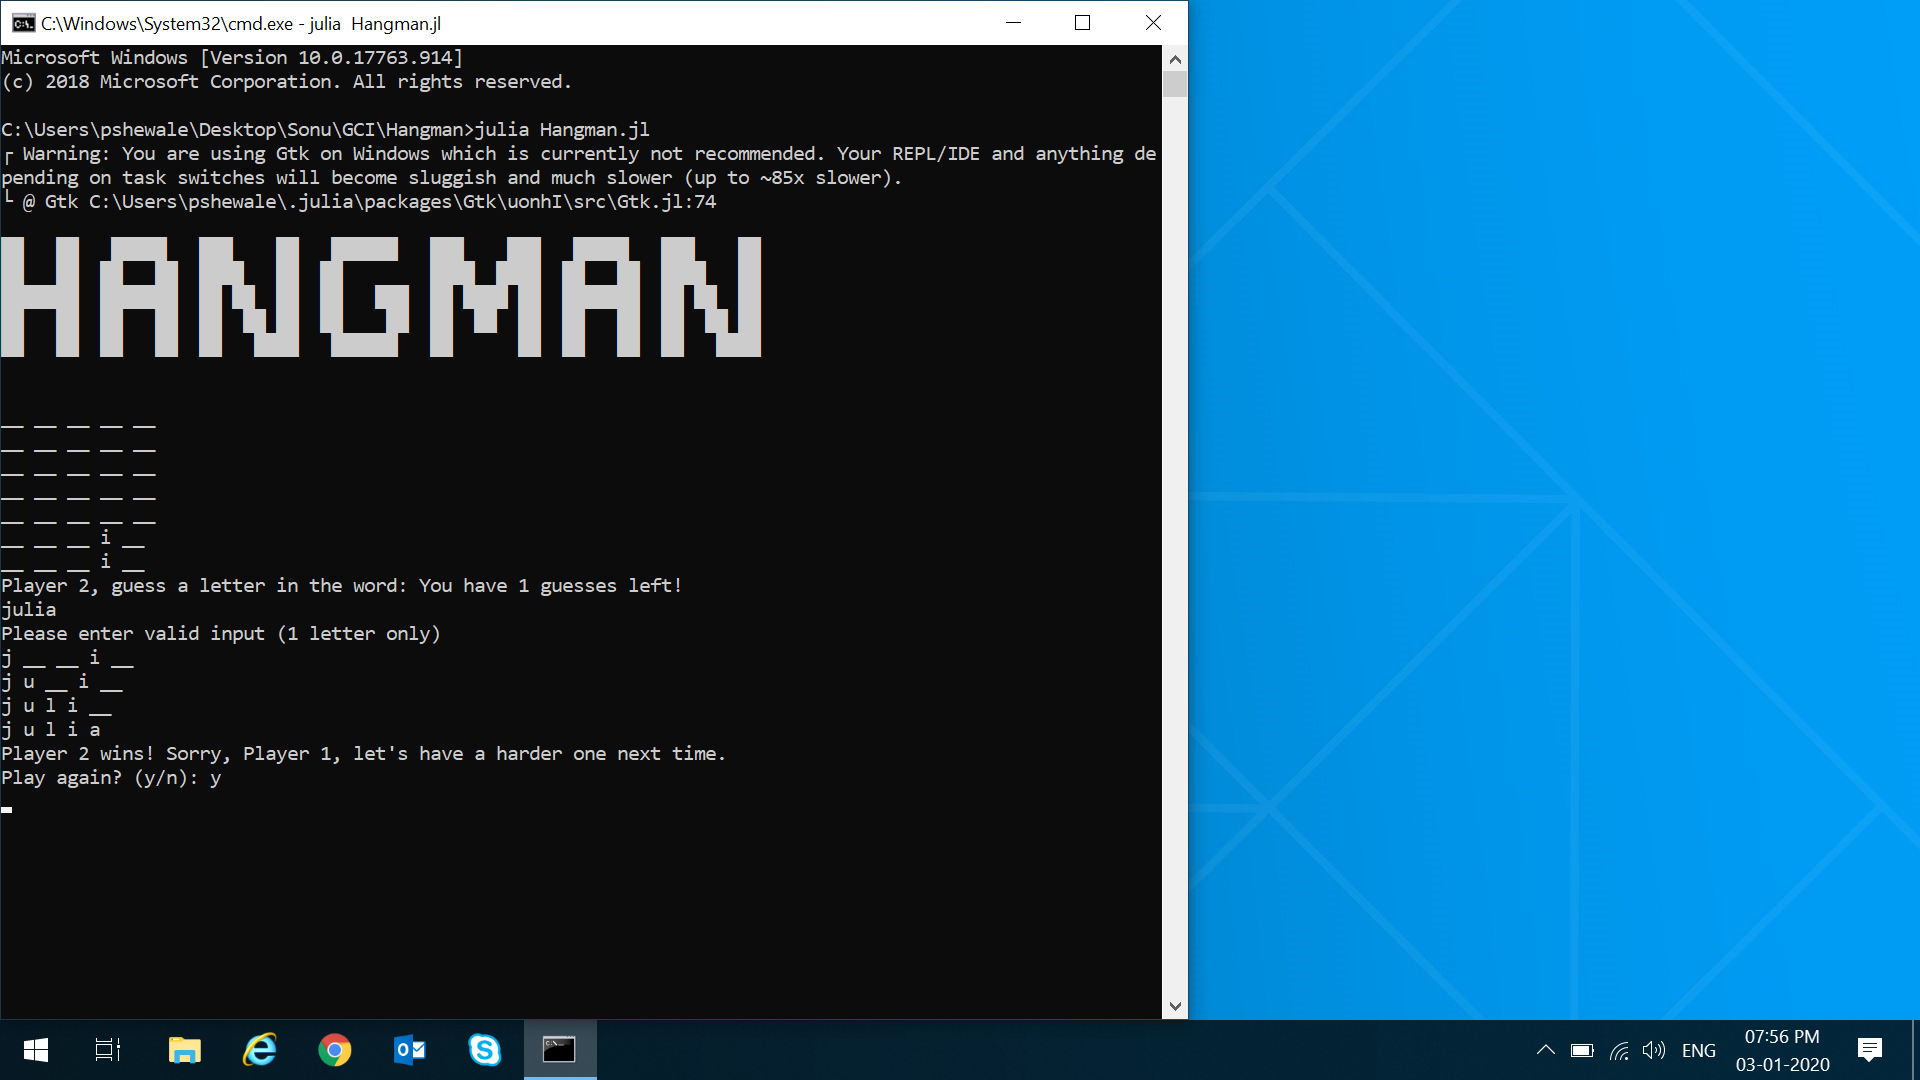 C:\Windows\System32\cmd.exe - julia  Hangman.jl
Microsoft Windows [Version 10.0.17763.914]
(c) 2018 Microsoft Corporation. All rights reserved.
C:\Users\pshewale\Desktop\Sonu\GCI\Hangman>julia Hangman.jl
┌ Warning: You are using Gtk on Windows which is currently not recommended. Your REPL/IDE and anything de
pending on task switches will become sluggish and much slower (up to ~85x slower).
└ @ Gtk C:\Users\pshewale\.julia\packages\Gtk\uonhI\src\Gtk.jl:74
HANGMAN
__ __ __ __ __
__ __ __ __ __
__ __ __ __ __
__ __ __ __ __
__ __ __ __ __
__ __ __ i __
__ __ __ i __
Player 2, guess a letter in the word: You have 1 guesses left!
julia
Please enter valid input (1 letter only)
j __ __ i __
j u __ i __
j u l i __
j u l i a
Player 2 wins! Sorry, Player 1, let's have a harder one next time.
Play again? (y/n): y
ENG
07:56 PM
03-01-2020